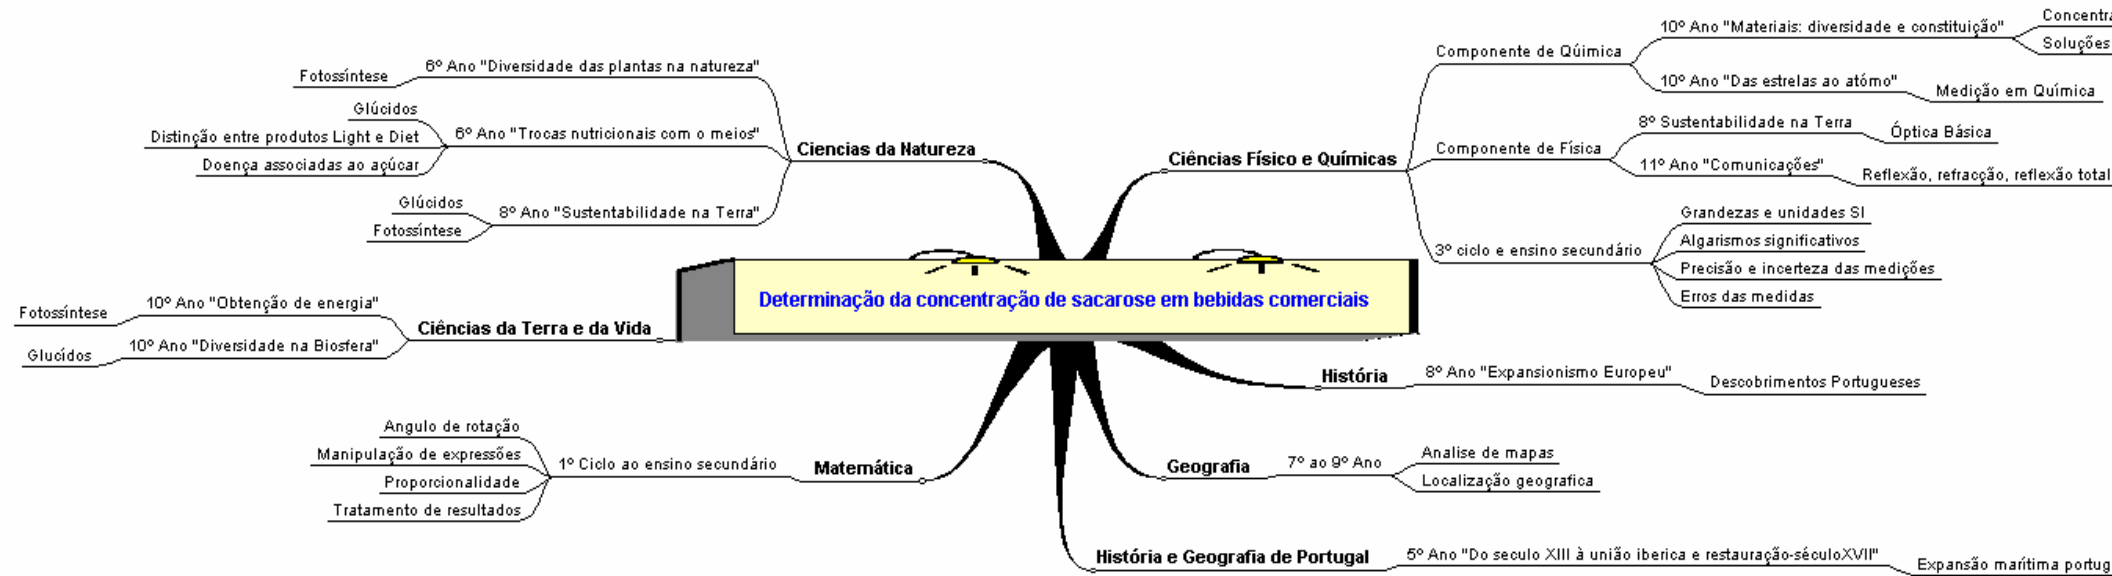 Determinação da concentração de sacarose em bebidas comerciais
Ciencias da Natureza
6º Ano "Diversidade das plantas na natureza"
Fotossíntese
6º Ano "Trocas nutricionais com o meios"
Glúcidos
Distinção entre produtos Light e Diet
Doença associadas ao açúcar
8º Ano "Sustentabilidade na Terra"
Glúcidos
Fotossíntese
Ciências da Terra e da Vida
10º Ano "Obtenção de energia"
Fotossíntese
10º Ano "Diversidade na Biosfera"
Glucídos
Matemática
1º Ciclo ao ensino secundário
Angulo de rotação
Manipulação de expressões
Proporcionalidade
Tratamento de resultados
Ciências Físico e Químicas
Componente de Qúimica
10º Ano "Materiais: diversidade e constituição"
Concentra
Soluções
10º Ano "Das estrelas ao atómo"
Medição em Química
Componente de Física
8º Sustentabilidade na Terra
Óptica Básica
11º Ano "Comunicações"
Reflexão, refracção, reflexão total
3º ciclo e ensino secundário
Grandezas e unidades SI
Algarismos significativos
Precisão e incerteza das medições
Erros das medidas
História
8º Ano "Expansionismo Europeu"
Descobrimentos Portugueses
Geografia
7º ao 9º Ano
Analise de mapas
Localização geografica
História e Geografia de Portugal
5º Ano "Do seculo XIII à união iberica e restauração-séculoXVII"
Expansão marítima portug